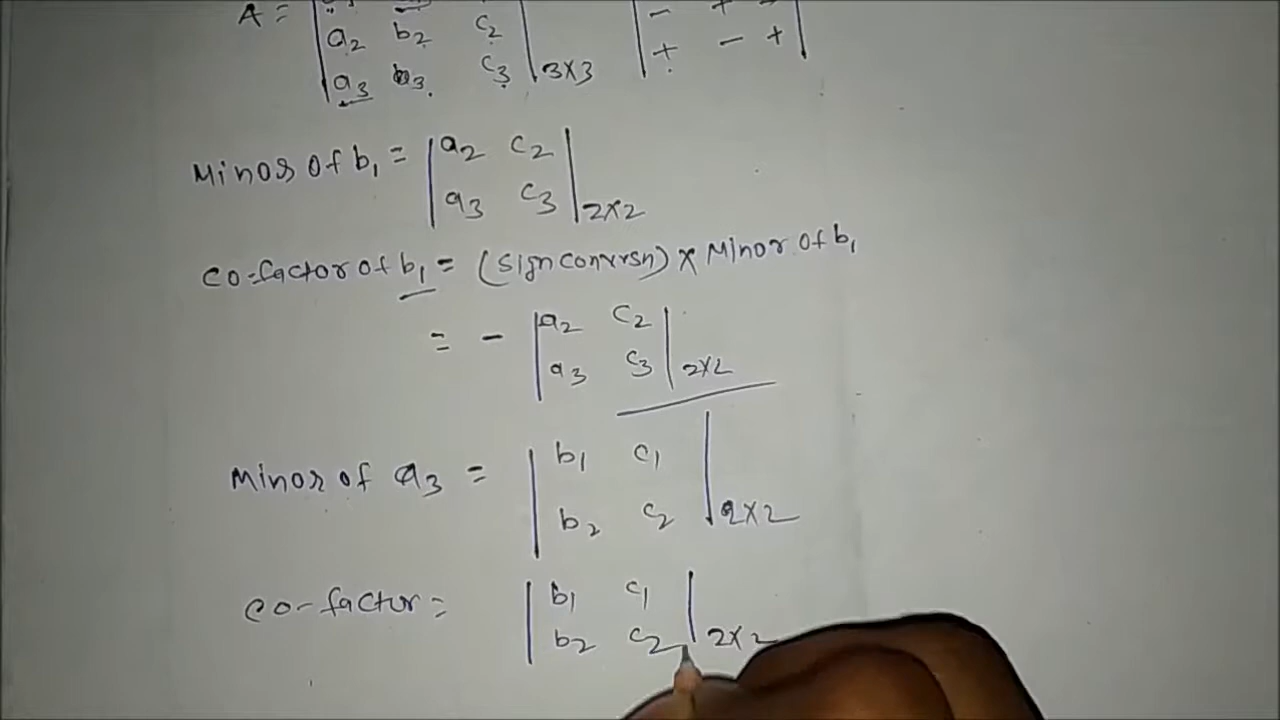 A =
a2 b2 c2 - + -
a3 b3 c3 3x3 + - +
Minor of b1 = a2 c2
a3 c3 2x2
co-factor of b1 = (sign convrsn) x Minor of b1
= - a2 c2
a3 c3 2x2
Minor of a3 = b1 c1
b2 c2 2x2
co-factor = b1 c1
b2 c2 2x2